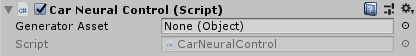 Car Neural Control (Script)
Generator Asset None (Object)
Script CarNeuralControl